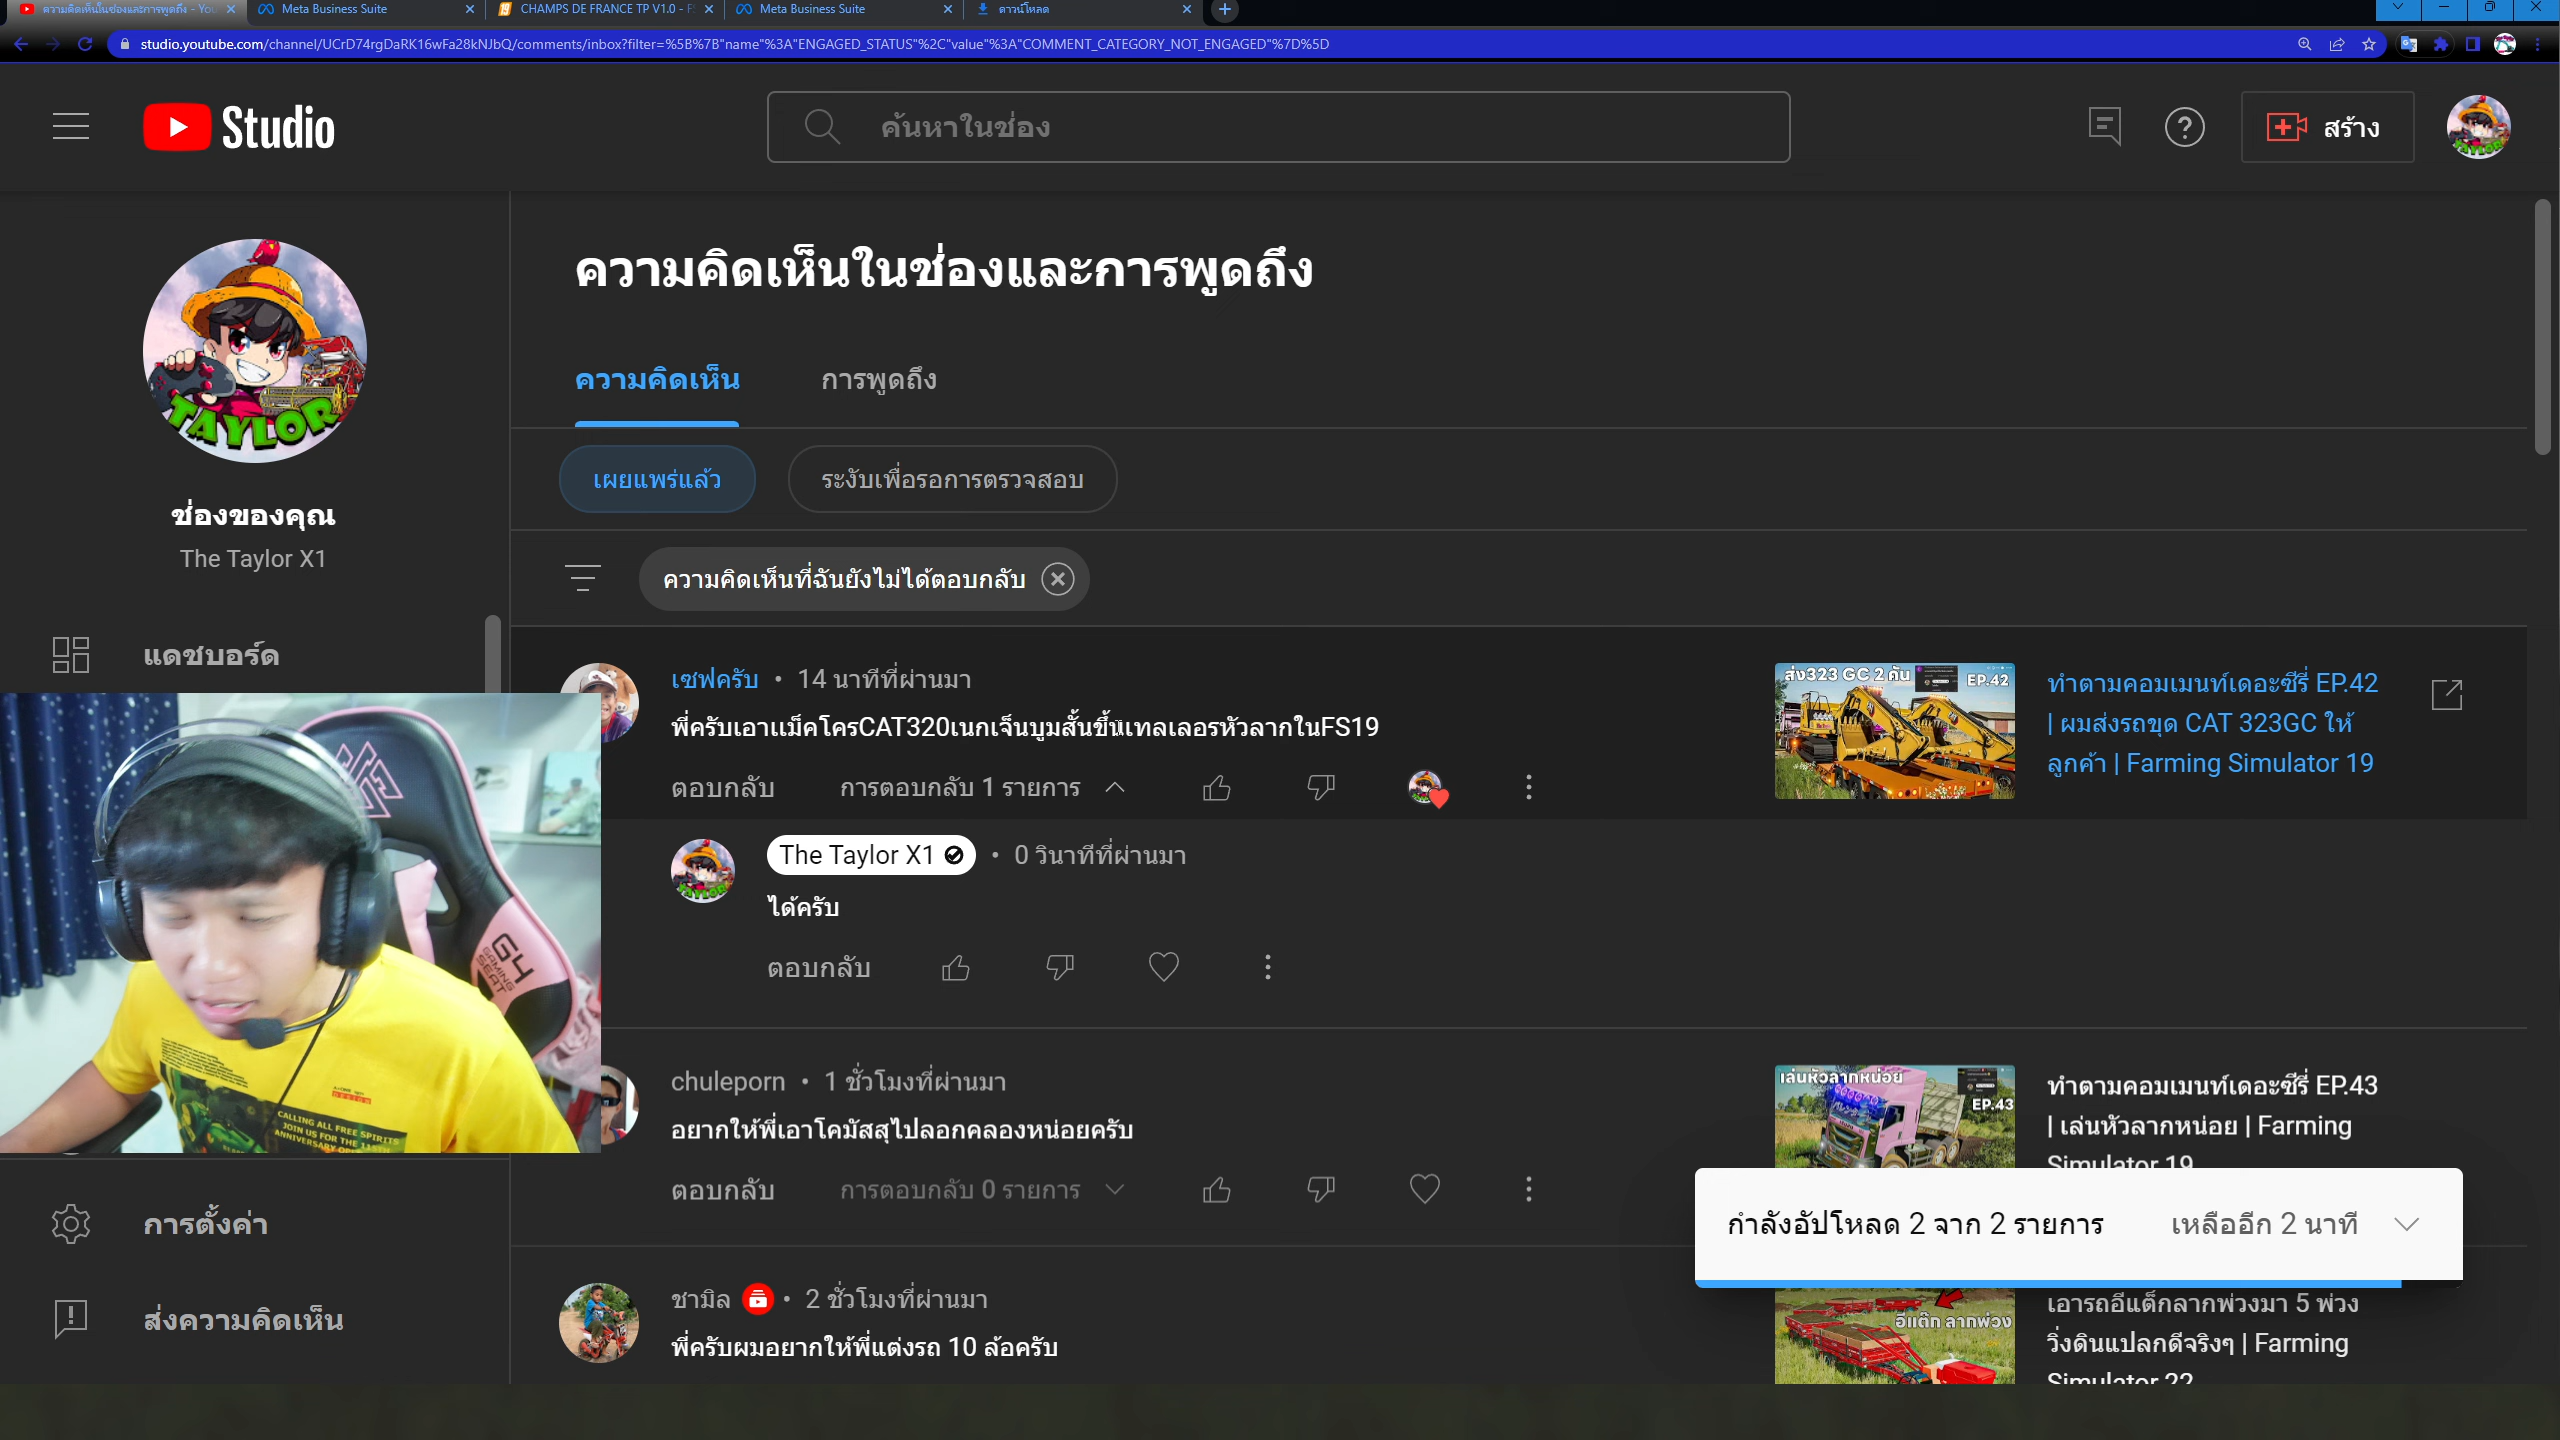 ความคิดเห็นในช่องและการพูดถึง - You
Meta Business Suite
CHAMPS DE FRANCE TP V1.0 - FS
Meta Business Suite
ดาวน์โหลด
studio.youtube.com/channel/UCrD74rgDaRK16wFa28kNJbQ/comments/inbox?filter=%5B%7B"name"%3A"ENGAGED_STATUS"%2C"value"%3A"COMMENT_CATEGORY_NOT_ENGAGED"%7D%5D
Studio
ค้นหาในช่อง
สร้าง
TAYLOR
ช่องของคุณ
The Taylor X1
แดชบอร์ด
การตั้งค่า
ส่งความคิดเห็น
ความคิดเห็นในช่องและการพูดถึง
ความคิดเห็น
การพูดถึง
เผยแพร่แล้ว
ระงับเพื่อรอการตรวจสอบ
ความคิดเห็นที่ฉันยังไม่ได้ตอบกลับ
เซฟครับ • 14 นาทีที่ผ่านมา
พี่ครับเอาแม็คโครCAT320เนกเจ็นบูมสั้นขึ้นเทลเลอรหัวลากในFS19
ตอบกลับ
การตอบกลับ 1 รายการ
ส่ง323 GC 2 คัน
EP.42
ทำตามคอมเมนท์เดอะซีรี่ EP.42
| ผมส่งรถขุด CAT 323GC ให้
ลูกค้า | Farming Simulator 19
The Taylor X1 • 0 วินาทีที่ผ่านมา
ได้ครับ
ตอบกลับ
chuleporn • 1 ชั่วโมงที่ผ่านมา
อยากให้พี่เอาโคมัสสุไปลอกคลองหน่อยครับ
ตอบกลับ
การตอบกลับ 0 รายการ
เล่นหัวลากหน่อย
EP.43
ทำตามคอมเมนท์เดอะซีรี่ EP.43
| เล่นหัวลากหน่อย | Farming
Simulator 19
กำลังอัปโหลด 2 จาก 2 รายการ
เหลืออีก 2 นาที
ชามิล • 2 ชั่วโมงที่ผ่านมา
พี่ครับผมอยากให้พี่แต่งรถ 10 ล้อครับ
อีแต๊ก ลากพ่วง
เอารถอีแต็กลากพ่วงมา 5 พ่วง
วิ่งดินแปลกดีจริงๆ | Farming
Simulator 22
G4
GAMING
SEAT
CALLING ALL FREE SPIRITS
JOIN US FOR THE 115TH